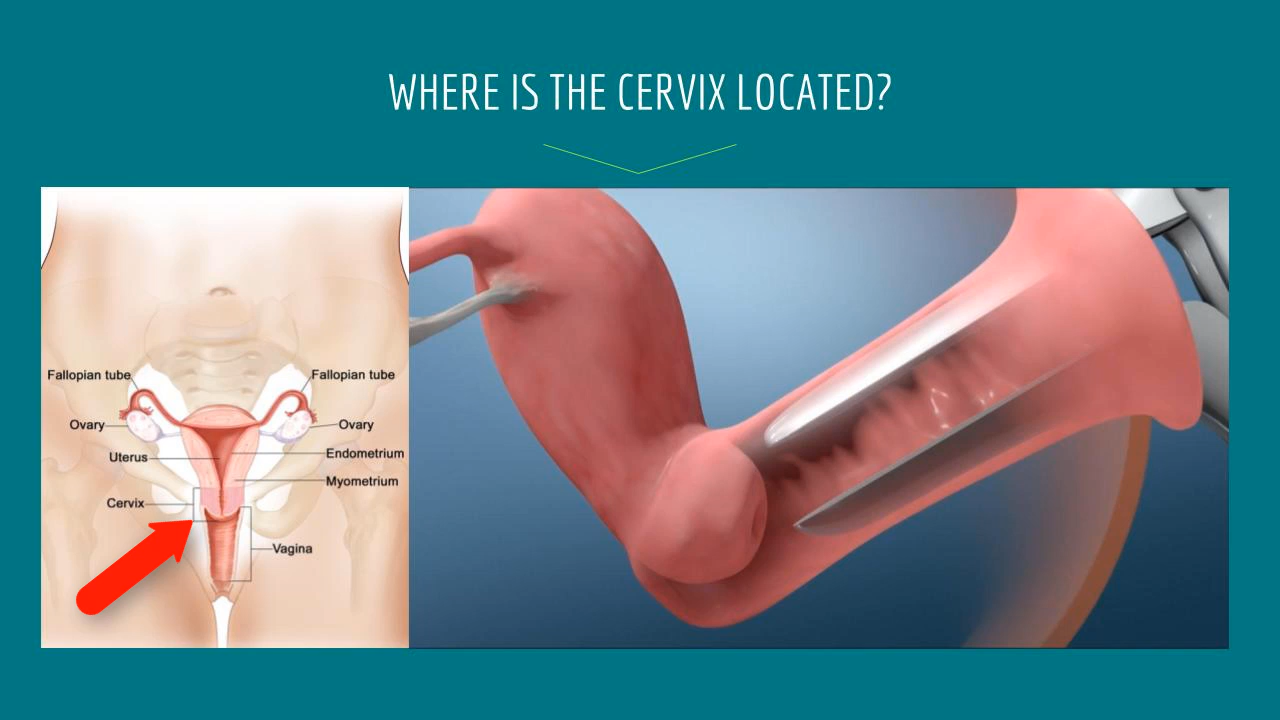 WHERE IS THE CERVIX LOCATED?
Fallopian tube
Fallopian tube
Ovary
Ovary
Uterus
Endometrium
Myometrium
Cervix
Vagina